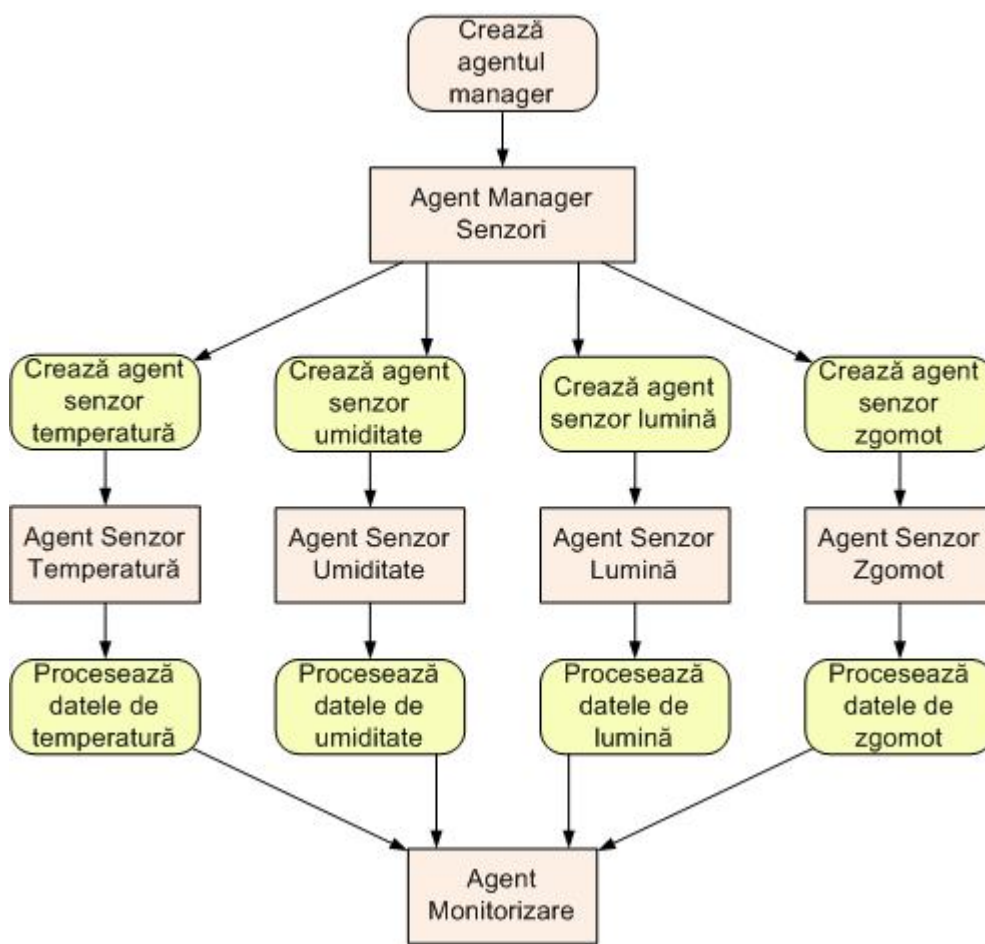 Crează
agentul
manager
Agent Manager
Senzori
Crează agent
senzor
temperatură
Crează agent
senzor
umiditate
Crează agent
senzor lumină
Crează agent
senzor
zgomot
Agent Senzor
Temperatură
Agent Senzor
Umiditate
Agent Senzor
Lumină
Agent Senzor
Zgomot
Procesează
datele de
temperatură
Procesează
datele de
umiditate
Procesează
datele de
lumină
Procesează
datele de
zgomot
Agent
Monitorizare